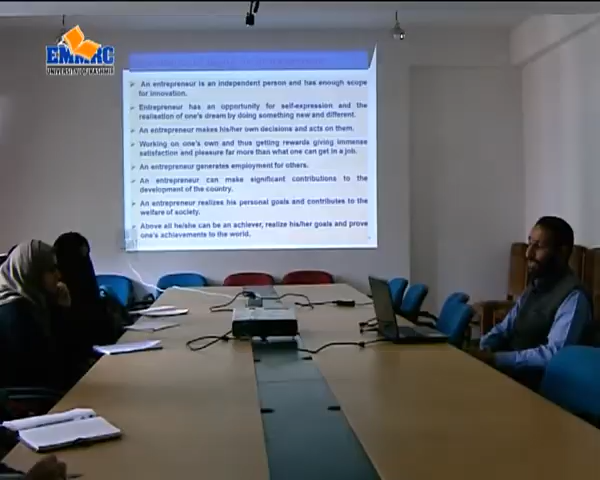 EMMRC
UNIVERSITY OF KASHMIR
An entrepreneur is an independent person and has enough scope
for innovation.
Entrepreneur has an opportunity for self-expression and the
realisation of one's dream by doing something new and different.
An entrepreneur makes his/her own decisions and acts on them.
Working on one's own and thus getting rewards giving immense
satisfaction and pleasure far more than what one can get in a job.
An entrepreneur generates employment for others.
An entrepreneur can make significant contributions to the
development of the country.
An entrepreneur realizes his personal goals and contributes to the
welfare of society.
Above all he/she can be an achiever, realize his/her goals and prove
one's achievements to the world.